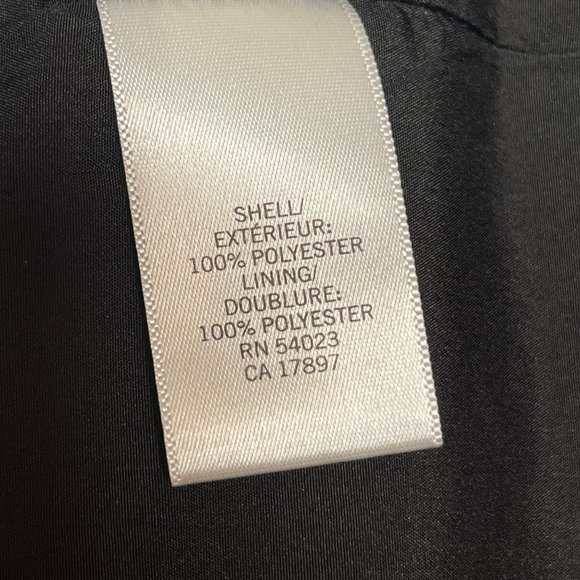 SHELL/
EXTÉRIEUR:
100% POLYESTER
LINING/
DOUBLURE:
100% POLYESTER
RN 54023
CA 17897